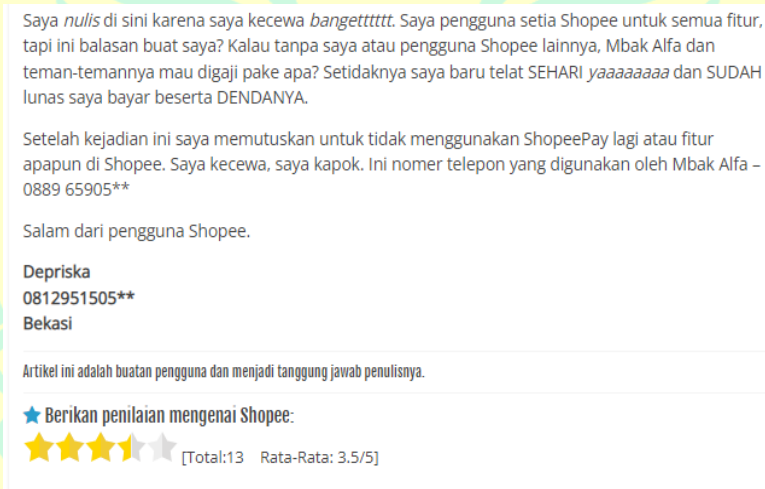 Saya nulis di sini karena saya kecewa bangetttttt. Saya pengguna setia Shopee untuk semua fitur,
tapi ini balasan buat saya? Kalau tanpa saya atau pengguna Shopee lainnya, Mbak Alfa dan
teman-temannya mau digaji pake apa? Setidaknya saya baru telat SEHARI yaaaaaaaa dan SUDAH
lunas saya bayar beserta DENDANYA.
Setelah kejadian ini saya memutuskan untuk tidak menggunakan ShopeePay lagi atau fitur
apapun di Shopee. Saya kecewa, saya kapok. Ini nomer telepon yang digunakan oleh Mbak Alfa –
0889 65905**
Salam dari pengguna Shopee.
Depriska
0812951505**
Bekasi
Artikel ini adalah buatan pengguna dan menjadi tanggung jawab penulisnya.
Berikan penilaian mengenai Shopee:
[Total:13 Rata-Rata: 3.5/5]